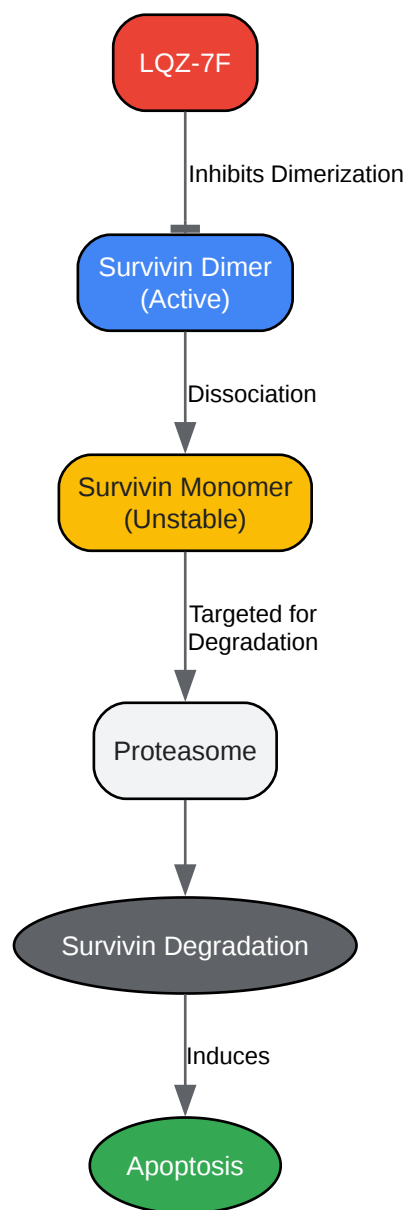 LQZ-7F
Inhibits Dimerization
Survivin Dimer
(Active)
Dissociation
Survivin Monomer
(Unstable)
Targeted for
Degradation
Proteasome
Survivin Degradation
Induces
Apoptosis